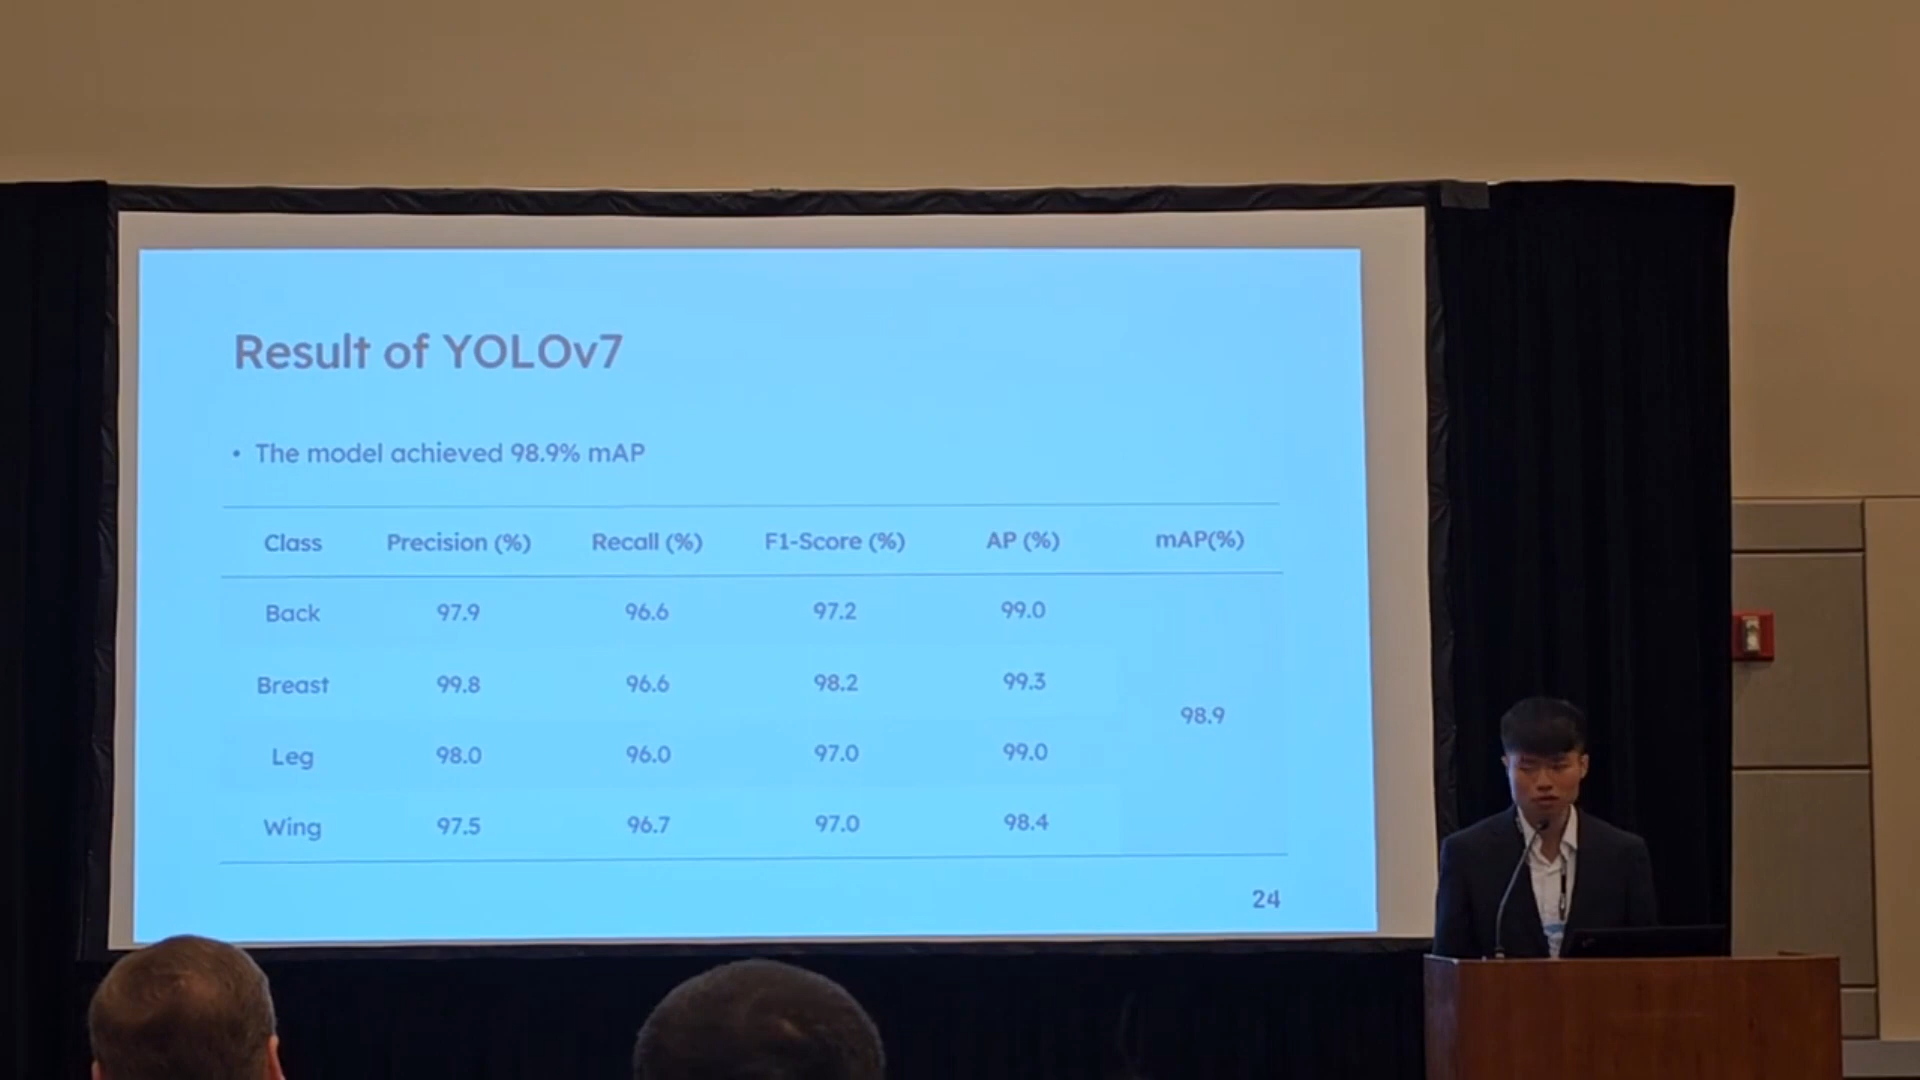 Result of YOLOv7
• The model achieved 98.9% mAP
Class Precision (%) Recall (%) F1-Score (%) AP (%) mAP(%)
Back 97.9 96.6 97.2 99.0
Breast 99.8 96.6 98.2 99.3
98.9
Leg 98.0 96.0 97.0 99.0
Wing 97.5 96.7 97.0 98.4
24